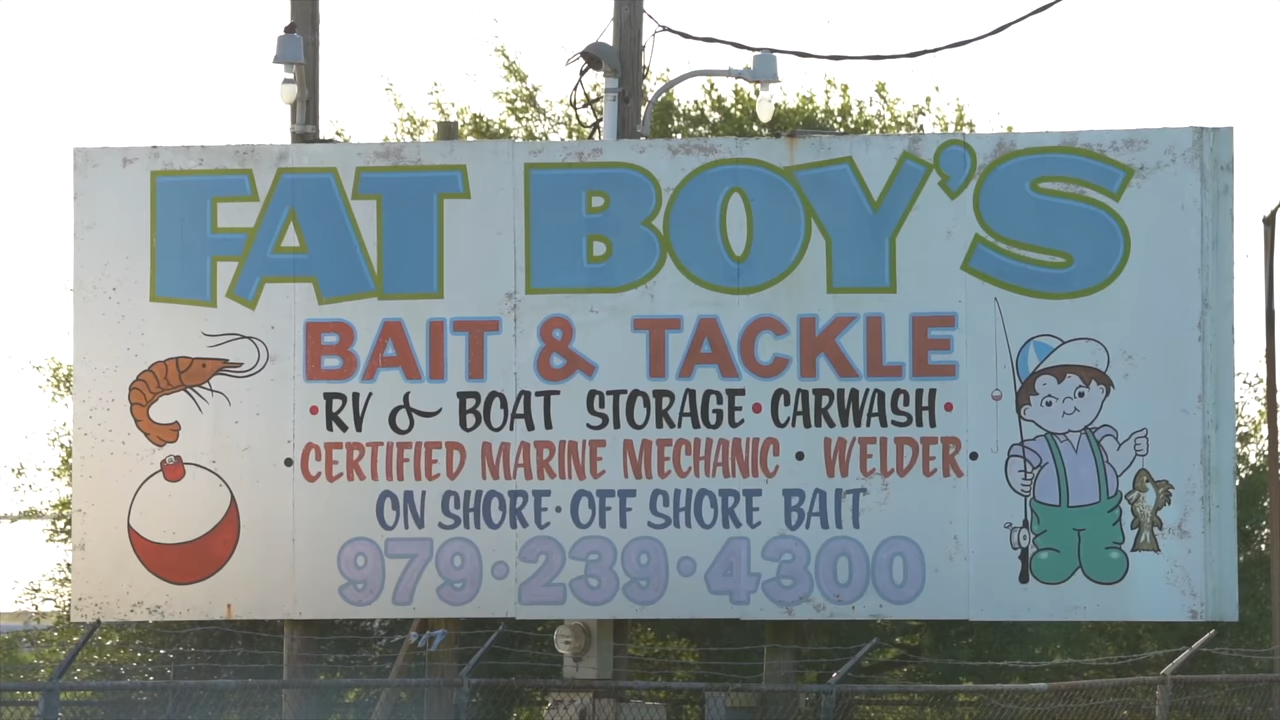 FAT BOY'S
BAIT & TACKLE
•RV & BOAT STORAGE•CARWASH•
•CERTIFIED MARINE MECHANIC • WELDER•
ON SHORE•OFF SHORE BAIT
979•239•4300